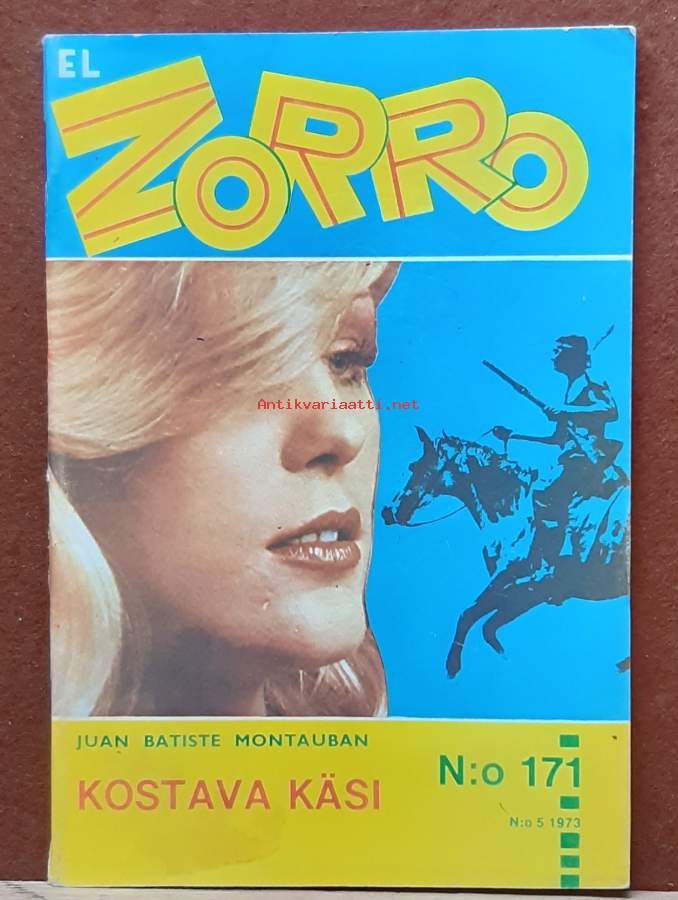 EL
ZORRO
Antikvariaatti.net
JUAN BATISTE MONTAUBAN
KOSTAVA KÄSI
N:o 171
N:o 5 1973